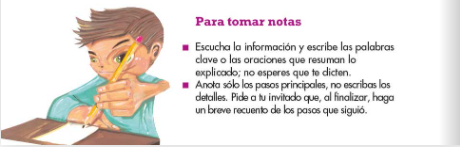 Para tomar notas
■ Escucha la información y escribe las palabras
clave o las oraciones que resuman lo
explicado; no esperes que te dicten.
■ Anota sólo los pasos principales, no escribas los
detalles. Pide a tu invitado que, al finalizar, haga
un breve recuento de los pasos que siguió.